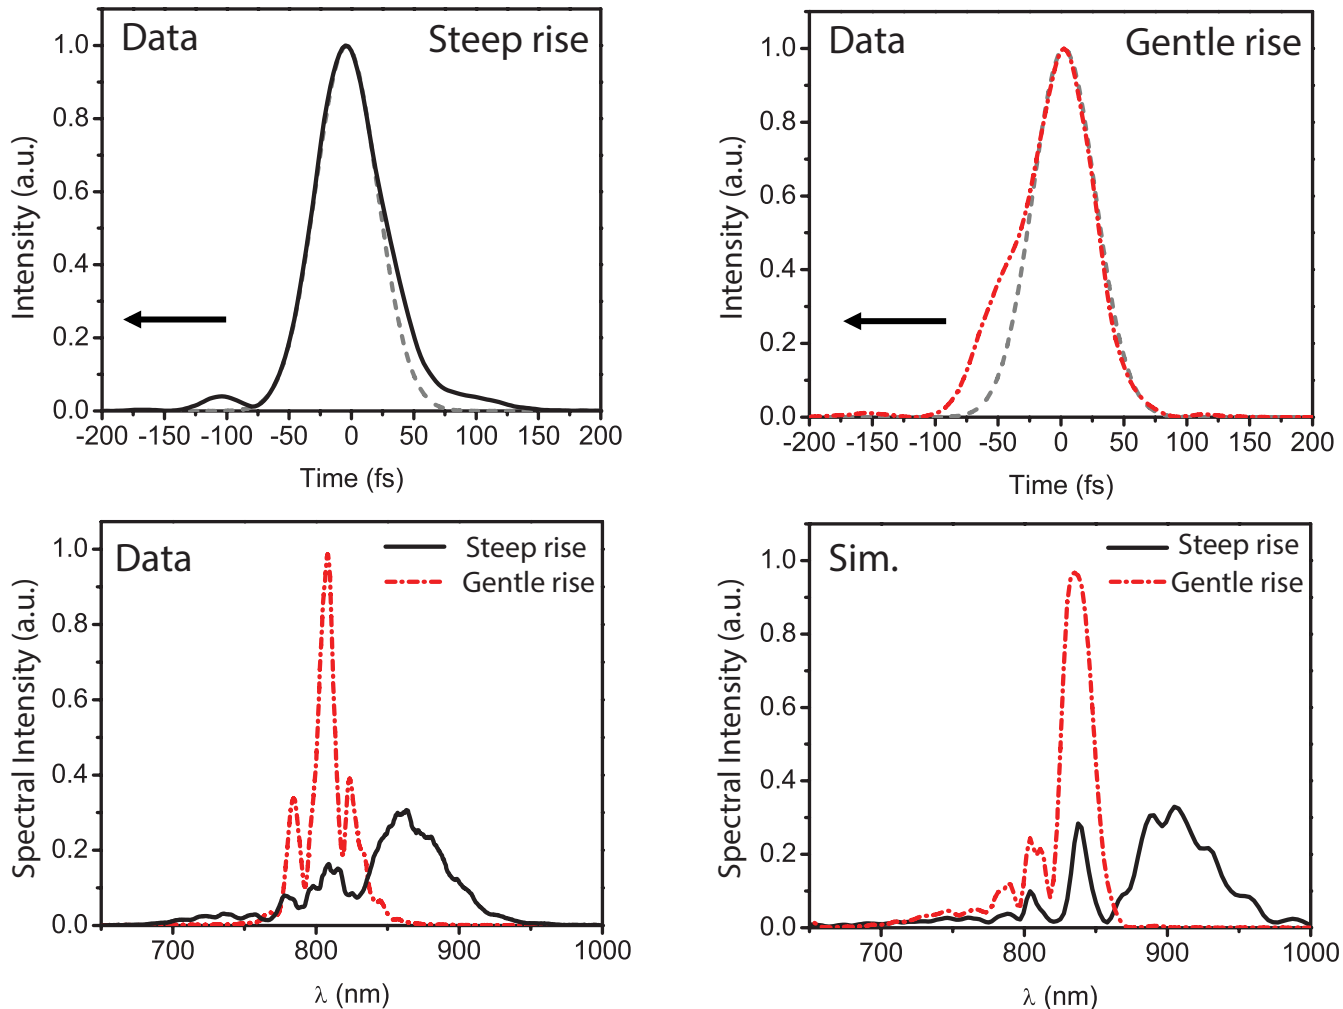 Data
Steep rise
1.0
0.8
0.6
0.4
0.2
0.0
Intensity (a.u.)
-200 -150 -100 -50 0 50 100 150 200
Time (fs)
Data
Gentle rise
1.0
0.8
0.6
0.4
0.2
0.0
Intensity (a.u.)
-200 -150 -100 -50 0 50 100 150 200
Time (fs)
Data
Steep rise
Gentle rise
1.0
0.8
0.6
0.4
0.2
0.0
Spectral Intensity (a.u.)
700 800 900 1000
λ (nm)
Sim.
Steep rise
Gentle rise
1.0
0.8
0.6
0.4
0.2
0.0
Spectral Intensity (a.u.)
700 800 900 1000
λ (nm)